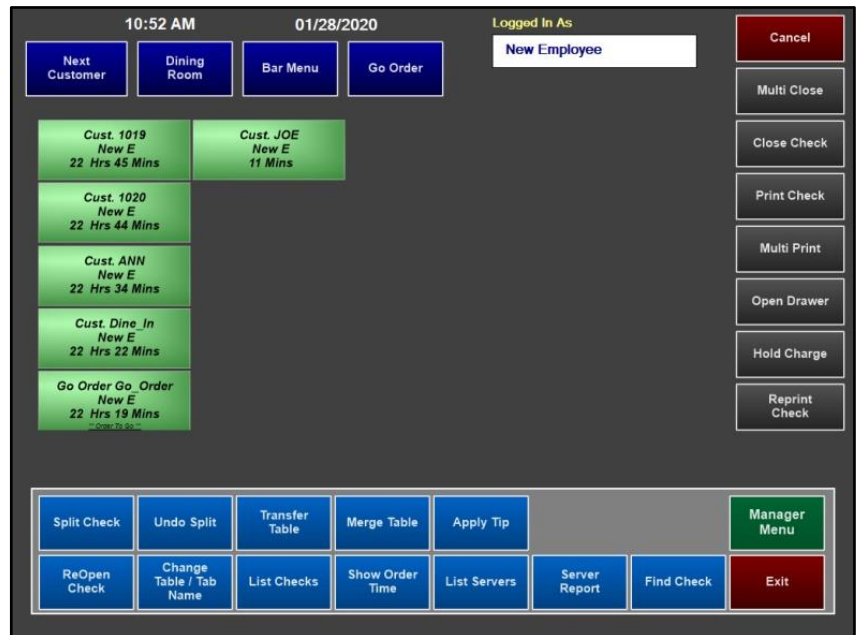 10:52 AM
01/28/2020
Logged In As
New Employee
Cancel
Next
Customer
Dining
Room
Bar Menu
Go Order
Multi Close
Cust. 1019
New E
22 Hrs 45 Mins
Cust. JOE
New E
11 Mins
Close Check
Cust. 1020
New E
22 Hrs 44 Mins
Print Check
Cust. ANN
New E
22 Hrs 34 Mins
Multi Print
Open Drawer
Cust. Dine_In
New E
22 Hrs 22 Mins
Hold Charge
Go Order Go_Order
New E
22 Hrs 19 Mins
** Order To Go **
Reprint
Check
Split Check
Undo Split
Transfer
Table
Merge Table
Apply Tip
Manager
Menu
ReOpen
Check
Change
Table / Tab
Name
List Checks
Show Order
Time
List Servers
Server
Report
Find Check
Exit